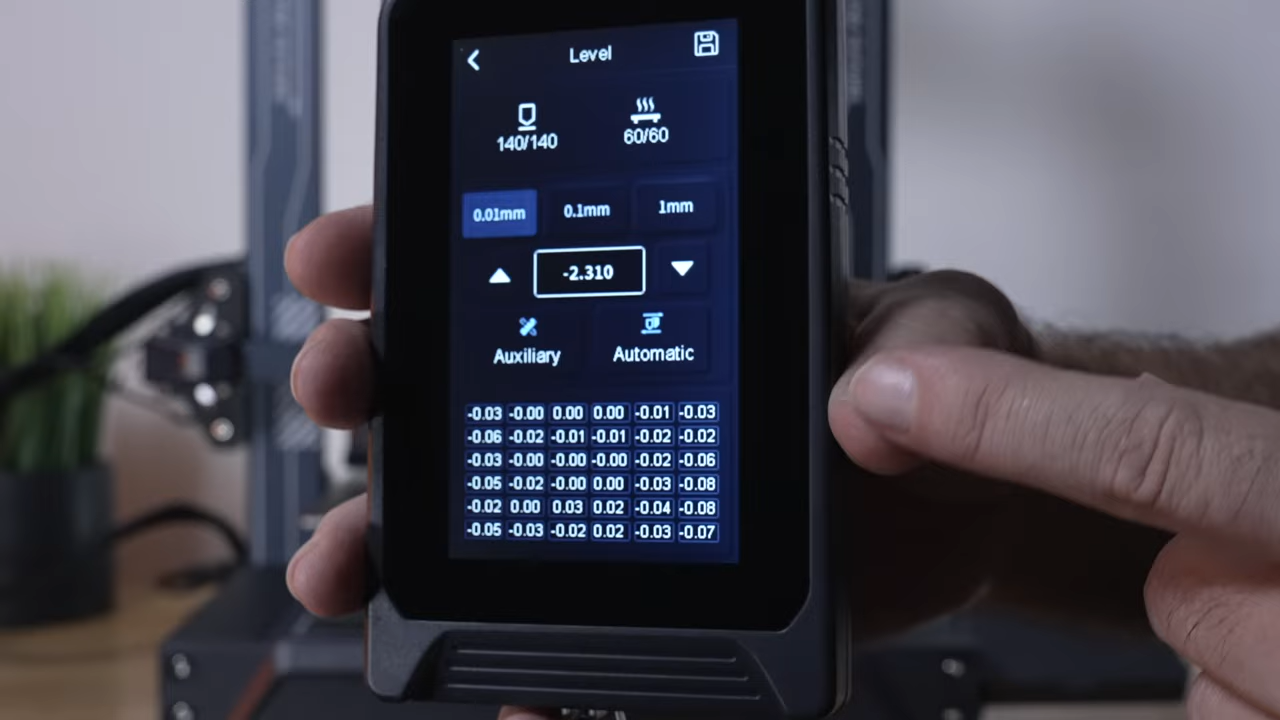 Level
140/140 60/60
0.01mm 0.1mm 1mm
-2.310
Auxiliary Automatic
-0.03 -0.00 0.00 0.00 -0.01 -0.03
-0.06 -0.02 -0.01 -0.01 -0.02 -0.02
-0.03 -0.00 -0.00 -0.00 -0.02 -0.06
-0.05 -0.02 -0.00 0.00 -0.03 -0.08
-0.02 0.00 0.03 0.02 -0.04 -0.08
-0.05 -0.03 -0.02 0.02 -0.03 -0.07